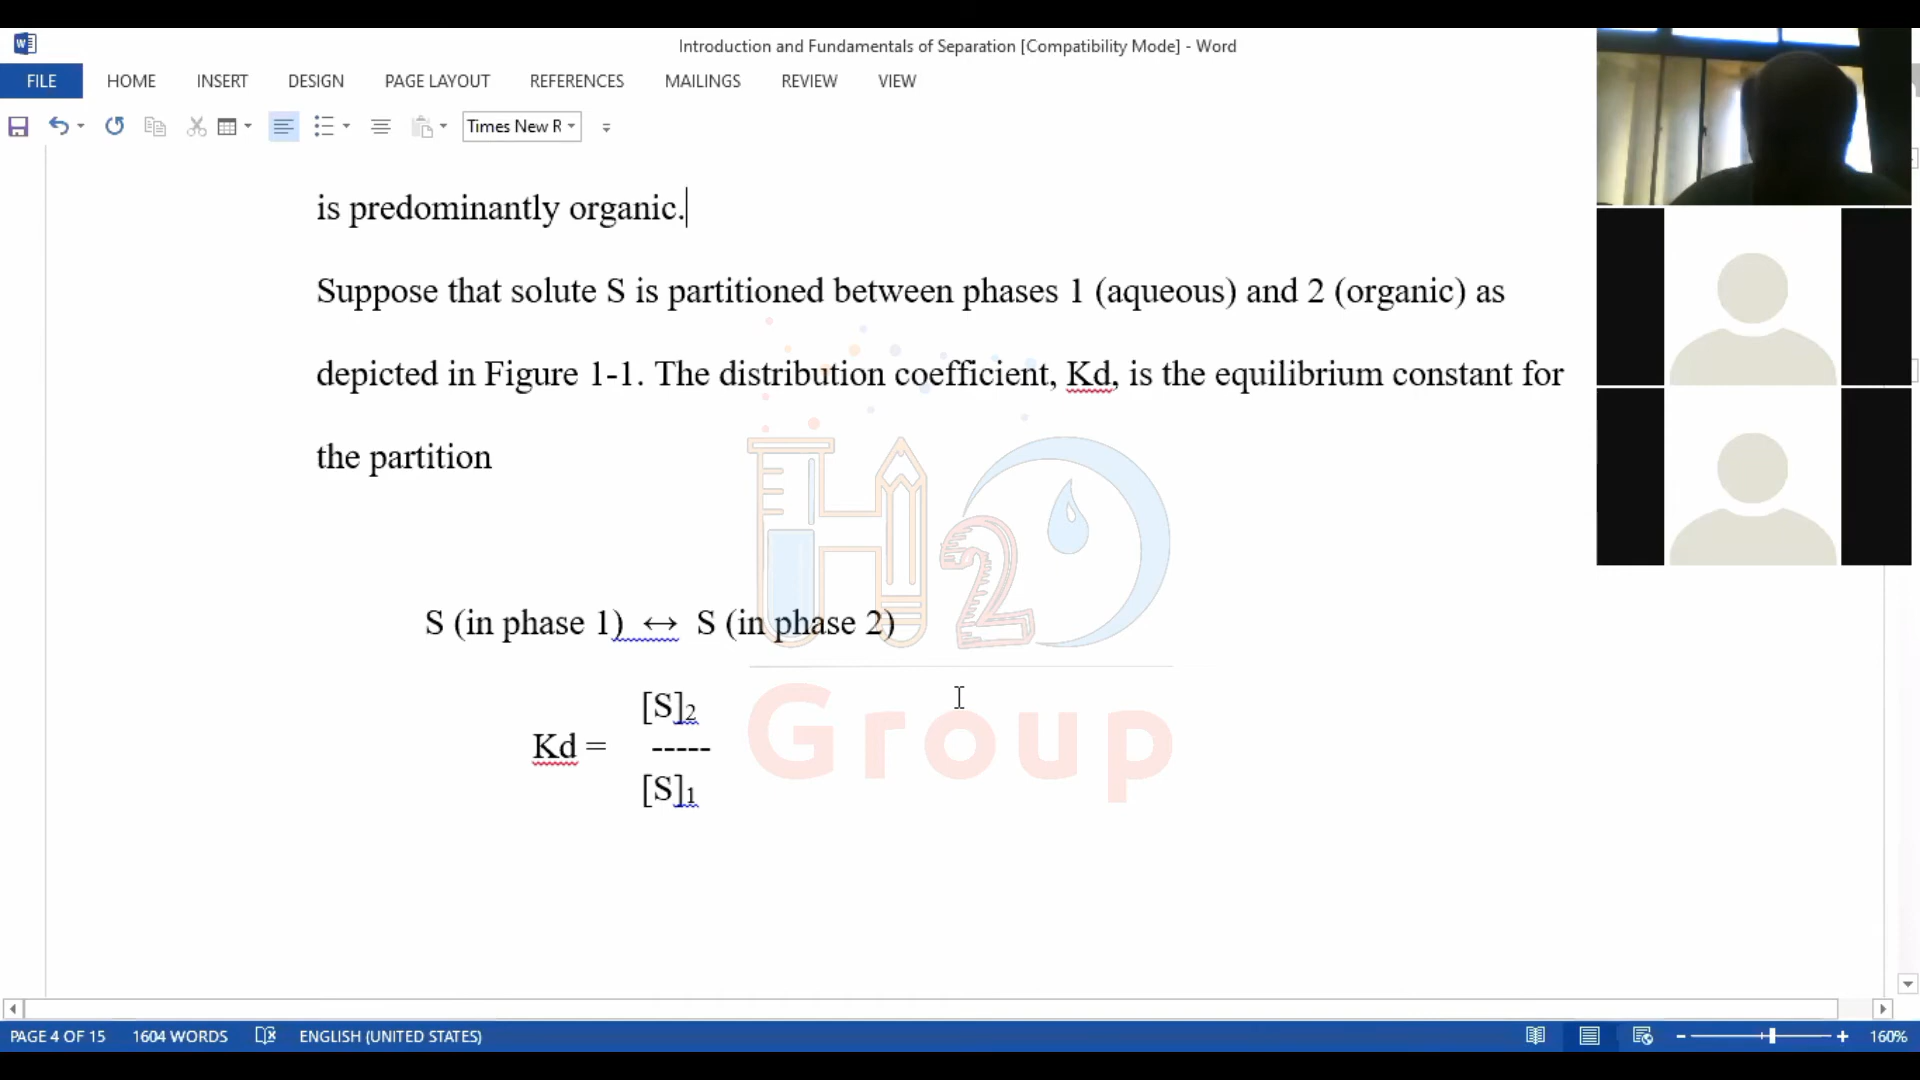 Introduction and Fundamentals of Separation [Compatibility Mode] - Word
FILE HOME INSERT DESIGN PAGE LAYOUT REFERENCES MAILINGS REVIEW VIEW
Times New R
is predominantly organic.
Suppose that solute S is partitioned between phases 1 (aqueous) and 2 (organic) as
depicted in Figure 1-1. The distribution coefficient, Kd, is the equilibrium constant for
the partition
S (in phase 1) ↔ S (in phase 2)
[S]₂
Kd = -----
[S]₁
H2O
Group
PAGE 4 OF 15 1604 WORDS ENGLISH (UNITED STATES) 160%